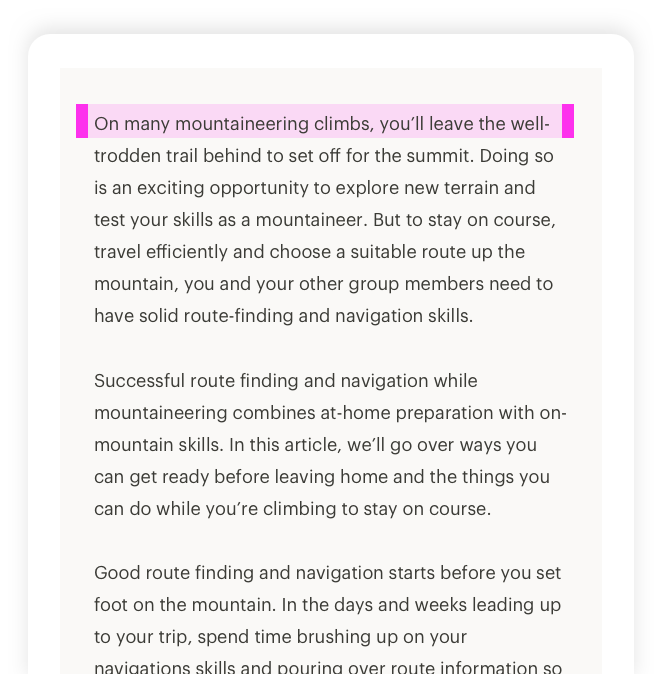 On many mountaineering climbs, you’ll leave the well-
trodden trail behind to set off for the summit. Doing so
is an exciting opportunity to explore new terrain and
test your skills as a mountaineer. But to stay on course,
travel efficiently and choose a suitable route up the
mountain, you and your other group members need to
have solid route-finding and navigation skills.
Successful route finding and navigation while
mountaineering combines at-home preparation with on-
mountain skills. In this article, we’ll go over ways you
can get ready before leaving home and the things you
can do while you’re climbing to stay on course.
Good route finding and navigation starts before you set
foot on the mountain. In the days and weeks leading up
to your trip, spend time brushing up on your
navigations skills and pouring over route information so